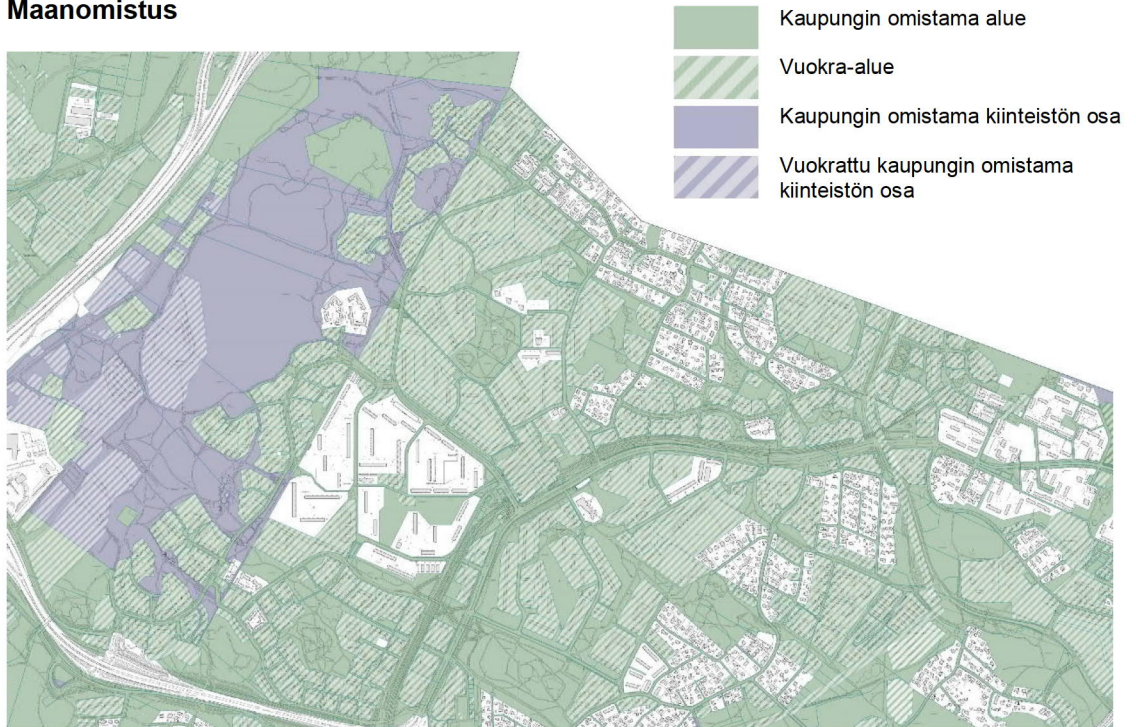 Maanomistus
Kaupungin omistama alue
Vuokra-alue
Kaupungin omistama kiinteistön osa
Vuokrattu kaupungin omistama
kiinteistön osa